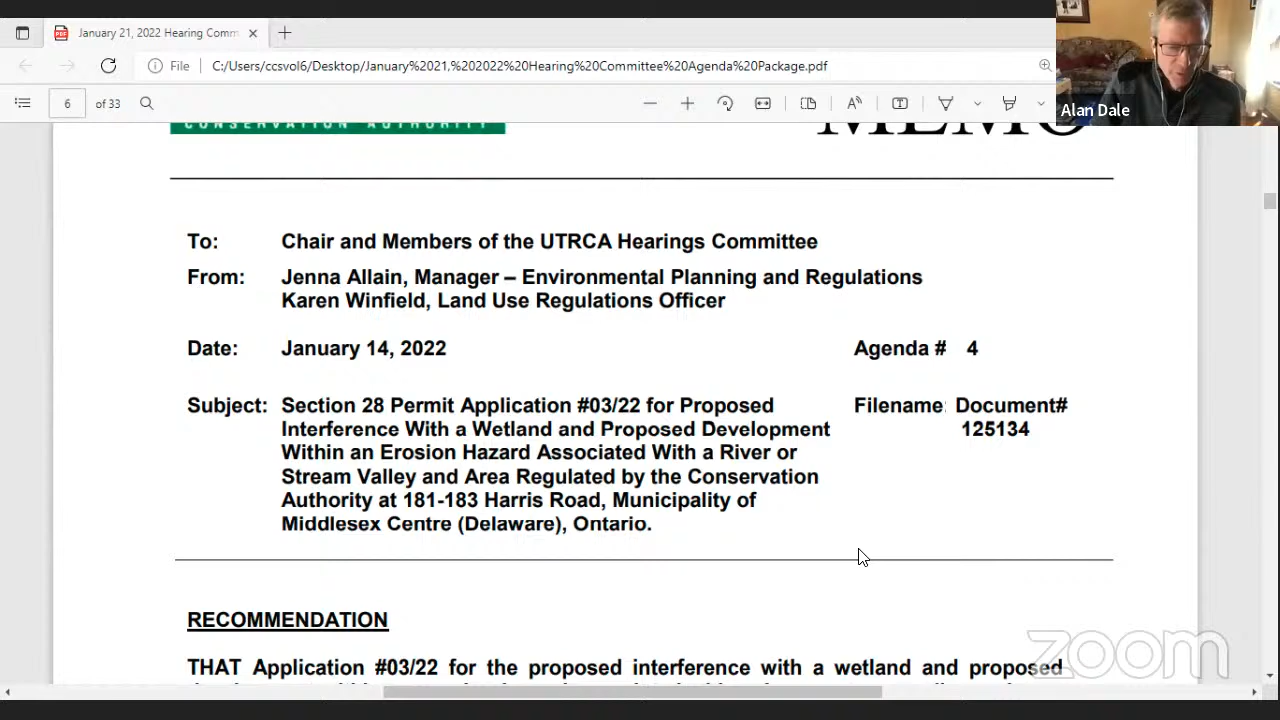 January 21, 2022 Hearing Comm
File C:/Users/ccsvol6/Desktop/January%2021,%202022%20Hearing%20Committee%20Agenda%20Package.pdf
6 of 33
Alan Dale
CONSERVATION AUTHORITY
MEMO
To: Chair and Members of the UTRCA Hearings Committee
From: Jenna Allain, Manager – Environmental Planning and Regulations
Karen Winfield, Land Use Regulations Officer
Date: January 14, 2022 Agenda # 4
Subject: Section 28 Permit Application #03/22 for Proposed Filename: Document#
Interference With a Wetland and Proposed Development 125134
Within an Erosion Hazard Associated With a River or
Stream Valley and Area Regulated by the Conservation
Authority at 181-183 Harris Road, Municipality of
Middlesex Centre (Delaware), Ontario.
RECOMMENDATION
THAT Application #03/22 for the proposed interference with a wetland and proposed
zoom